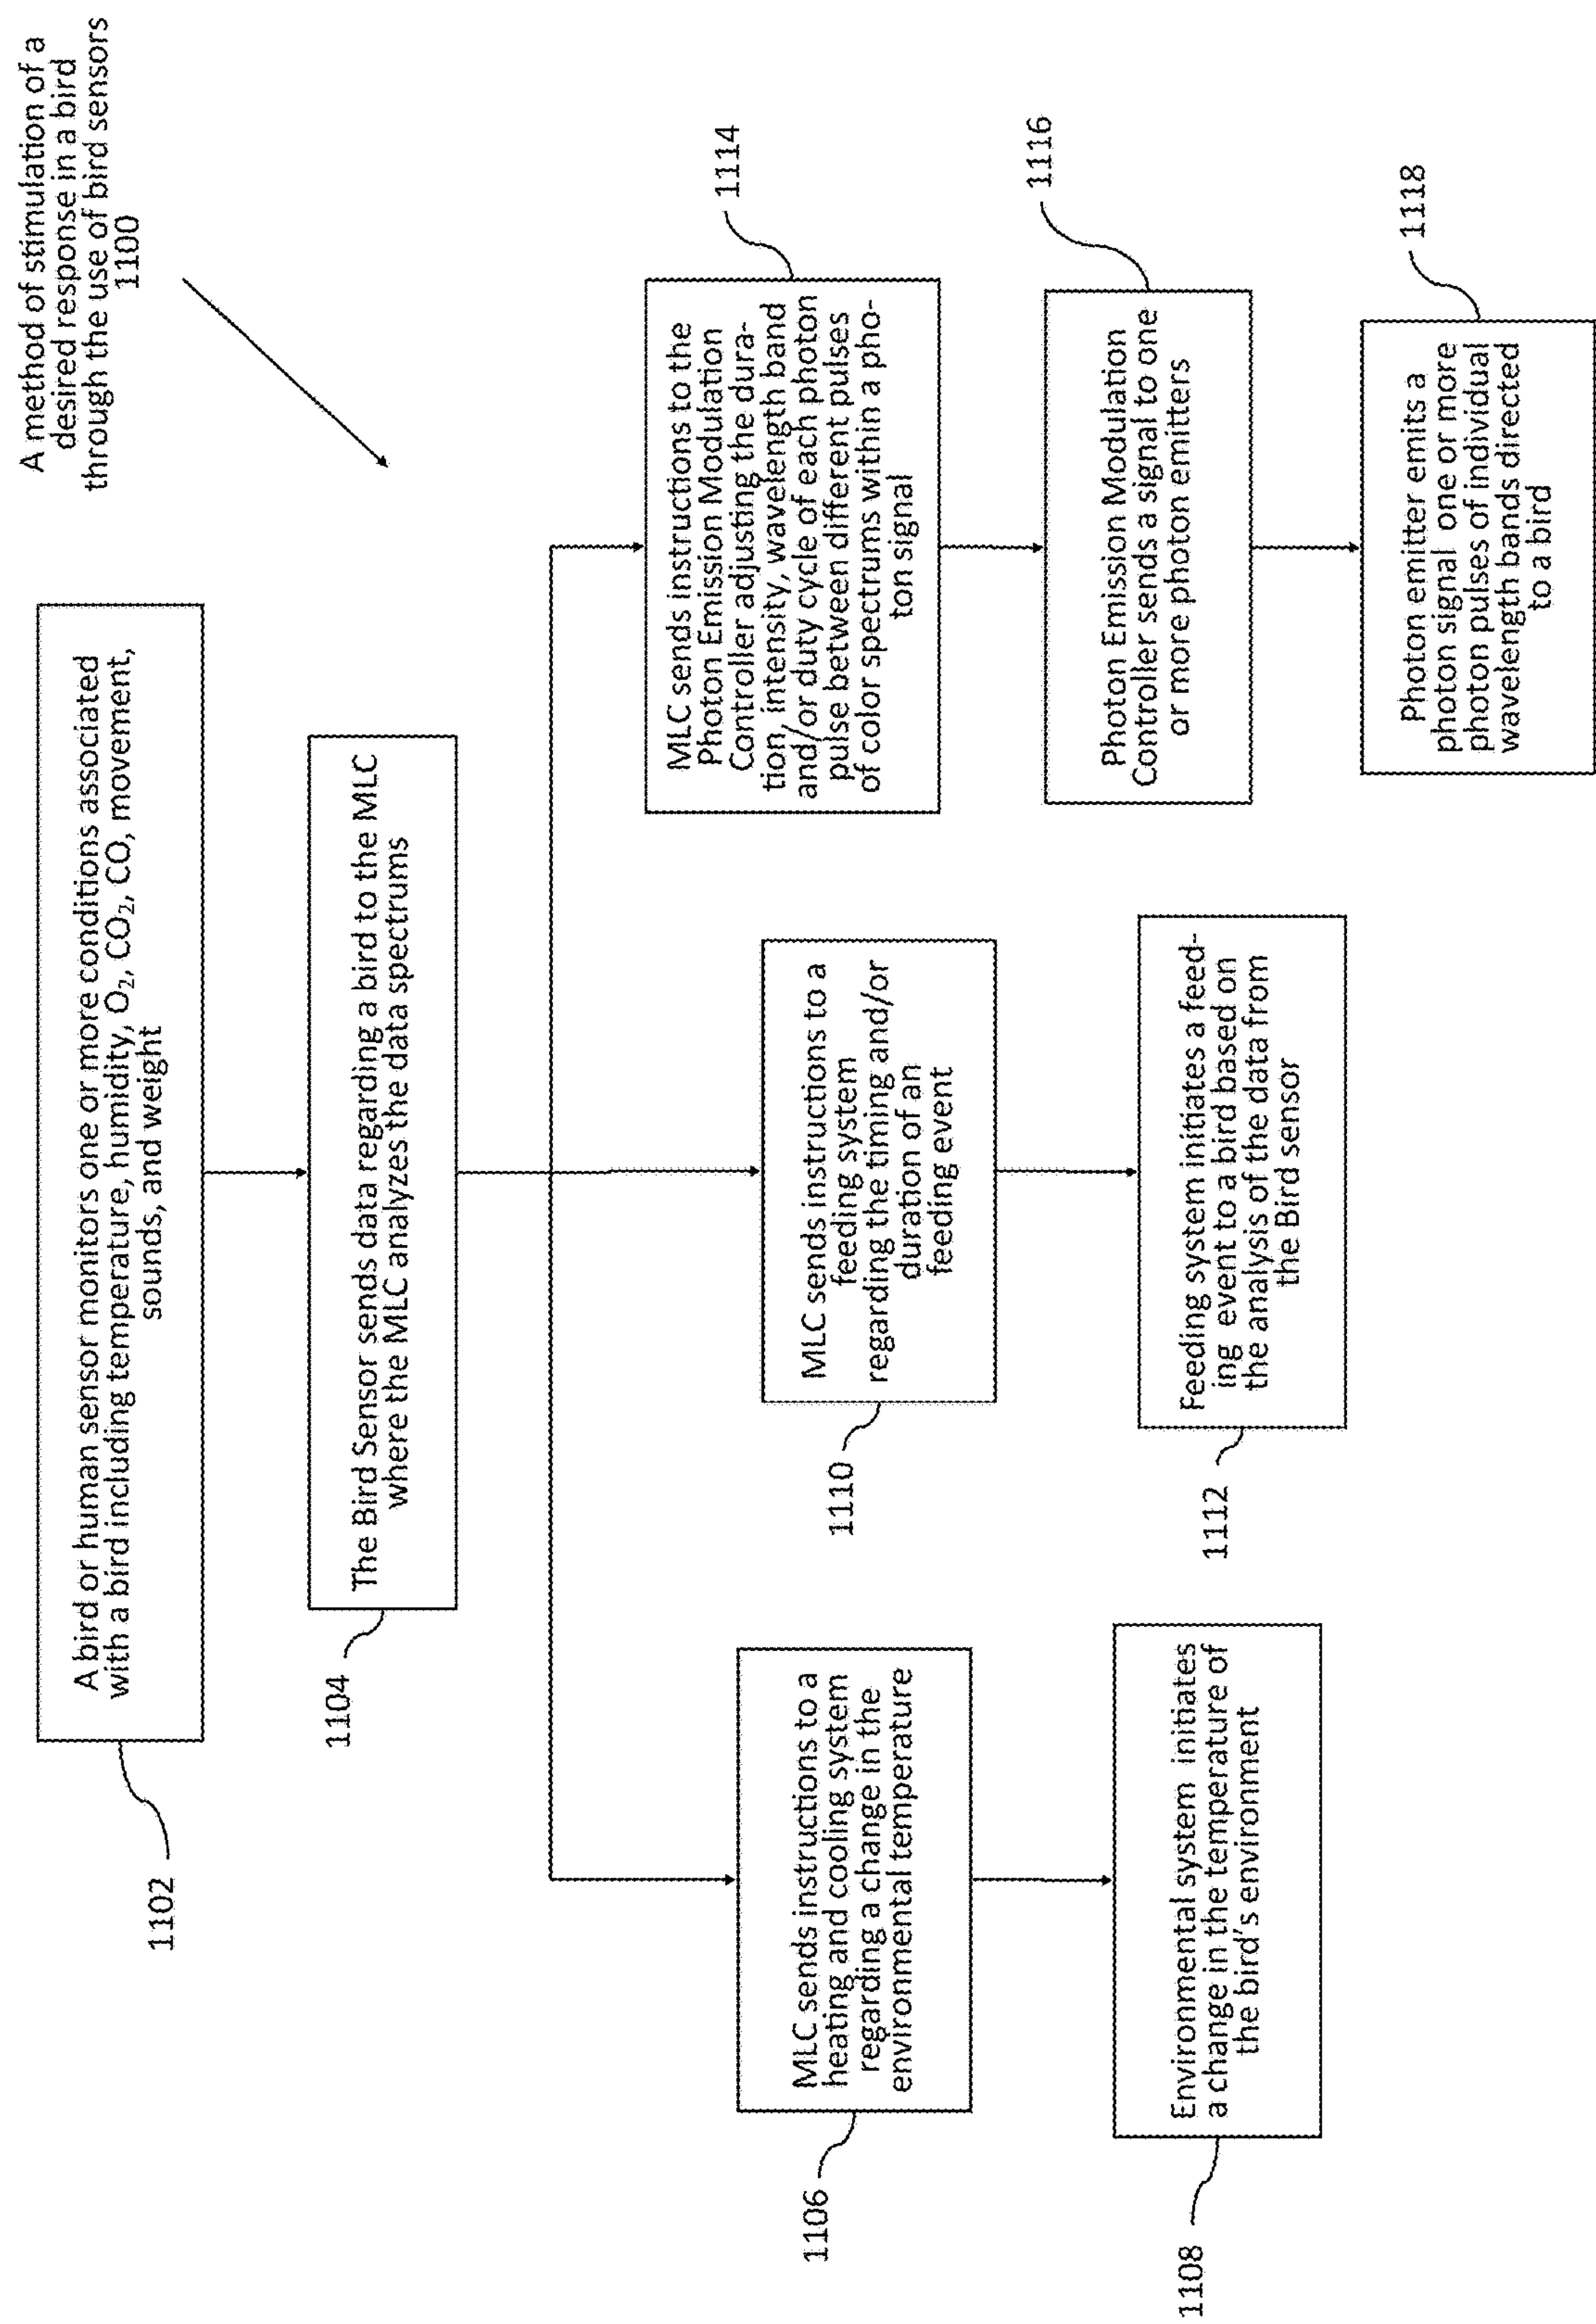 A method of stimulation of a
desired response in a bird
through the use of bird sensors
1100
A bird or human sensor monitors one or more conditions associated
with a bird including temperature, humidity, O₂, CO₂, CO, movement,
sounds, and weight
1102
The Bird Sensor sends data regarding a bird to the MLC
where the MLC analyzes the data spectrums
1104
MLC sends instructions to a
heating and cooling system
regarding a change in the
environmental temperature
1106
Environmental system initiates
a change in the temperature of
the bird's environment
1108
MLC sends instructions to a
feeding system
regarding the timing and/or
duration of an
feeding event
1110
Feeding system initiates a feed-
ing event to a bird based on
the analysis of the data from
the Bird sensor
1112
MLC sends instructions to the
Photon Emission Modulation
Controller adjusting the dura-
tion, intensity, wavelength band
and/or duty cycle of each photon
pulse between different pulses
of color spectrums within a pho-
ton signal
1114
Photon Emission Modulation
Controller sends a signal to one
or more photon emitters
1116
Photon emitter emits a
photon signal one or more
photon pulses of individual
wavelength bands directed
to a bird
1118